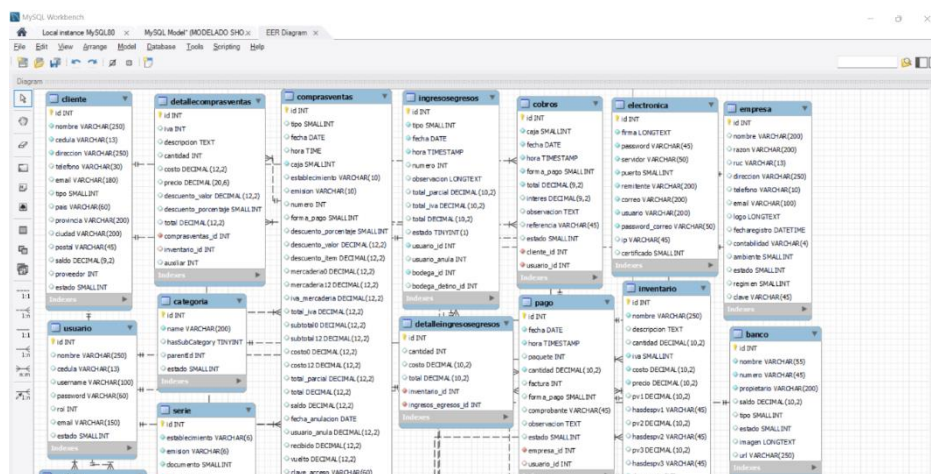 MySQL Workbench
Local instance MySQL80
MySQL Model* (MODELADO SHO
EER Diagram
File Edit View Arrange Model Database Tools Scripting Help
Diagram
1:1
1:n
1:1
1:n
n:m
1:n
cliente
id INT
nombre VARCHAR(250)
cedula VARCHAR(13)
direccion VARCHAR(250)
telefono VARCHAR(30)
email VARCHAR(180)
tipo SMALLINT
pais VARCHAR(60)
provincia VARCHAR(200)
ciudad VARCHAR(200)
postal VARCHAR(45)
saldo DECIMAL(9,2)
proveedor INT
estado SMALLINT
Indexes
usuario
id INT
nombre VARCHAR(250)
cedula VARCHAR(13)
username VARCHAR(100)
password VARCHAR(60)
rol INT
email VARCHAR(150)
estado SMALLINT
Indexes
detallecomprasventas
id INT
iva INT
descripcion TEXT
cantidad INT
costo DECIMAL(12,2)
precio DECIMAL(20,6)
descuento_valor DECIMAL(12,2)
descuento_porcentaje SMALLINT
total DECIMAL(12,2)
comprasventas_id INT
inventario_id INT
auxiliar INT
Indexes
categoria
id INT
name VARCHAR(200)
hasSubCategory TINYINT
parentId INT
estado SMALLINT
Indexes
serie
id INT
establecimiento VARCHAR(6)
emision VARCHAR(6)
documento SMALLINT
comprasventas
id INT
tipo SMALLINT
fecha DATE
hora TIME
caja SMALLINT
establecimiento VARCHAR(10)
emision VARCHAR(10)
numero INT
forma_pago SMALLINT
descuento_porcentaje SMALLINT
descuento_valor DECIMAL(12,2)
descuento_item DECIMAL(12,2)
mercaderia0 DECIMAL(12,2)
mercaderia12 DECIMAL(12,2)
iva_mercaderia DECIMAL(12,2)
total_iva DECIMAL(12,2)
subtotal0 DECIMAL(12,2)
subtotal12 DECIMAL(12,2)
costo0 DECIMAL(12,2)
costo12 DECIMAL(12,2)
total_parcial DECIMAL(12,2)
total DECIMAL(12,2)
saldo DECIMAL(12,2)
fecha_anulacion DATE
usuario_anula DECIMAL(12,2)
recibido DECIMAL(12,2)
vuelto DECIMAL(12,2)
clave_acceso VARCHAR(60)
ingresosegresos
id INT
tipo SMALLINT
fecha DATE
hora TIMESTAMP
numero INT
observacion LONGTEXT
total_parcial DECIMAL(10,2)
total_iva DECIMAL(10,2)
total DECIMAL(10,2)
estado TINYINT(1)
usuario_id INT
usuario_anula INT
bodega_id INT
bodega_detino_id INT
Indexes
detalleingresosegresos
id INT
cantidad INT
costo DECIMAL(10,2)
total DECIMAL(10,2)
inventario_id INT
ingresos_egresos_id INT
Indexes
cobros
id INT
caja SMALLINT
fecha DATE
hora TIMESTAMP
forma_pago SMALLINT
total DECIMAL(9,2)
interes DECIMAL(9,2)
observacion TEXT
referencia VARCHAR(45)
estado SMALLINT
cliente_id INT
usuario_id INT
Indexes
pago
id INT
fecha DATE
hora TIMESTAMP
paquete INT
cantidad DECIMAL(10,2)
factura INT
forma_pago SMALLINT
comprobante VARCHAR(45)
observacion TEXT
estado SMALLINT
empresa_id INT
usuario_id INT
electronica
id INT
firma LONGTEXT
password VARCHAR(45)
servidor VARCHAR(50)
puerto SMALLINT
remitente VARCHAR(200)
correo VARCHAR(200)
usuario VARCHAR(200)
password_correo VARCHAR(50)
ip VARCHAR(45)
certificado SMALLINT
Indexes
inventario
id INT
nombre VARCHAR(250)
descripcion TEXT
cantidad DECIMAL(10,2)
iva SMALLINT
costo DECIMAL(10,2)
precio DECIMAL(10,2)
pv1 DECIMAL(10,2)
hasdespv1 VARCHAR(45)
pv2 DECIMAL(10,2)
hasdespv2 VARCHAR(45)
pv3 DECIMAL(10,2)
hasdespv3 VARCHAR(45)
empresa
id INT
nombre VARCHAR(200)
razon VARCHAR(200)
ruc VARCHAR(13)
direccion VARCHAR(250)
telefono VARCHAR(10)
email VARCHAR(100)
logo LONGTEXT
fecharegistro DATETIME
contabilidad VARCHAR(4)
ambiente SMALLINT
estado SMALLINT
regimen SMALLINT
clave VARCHAR(45)
Indexes
banco
id INT
nombre VARCHAR(55)
numero VARCHAR(45)
propietario VARCHAR(200)
saldo DECIMAL(10,2)
tipo SMALLINT
estado SMALLINT
imagen LONGTEXT
url VARCHAR(250)